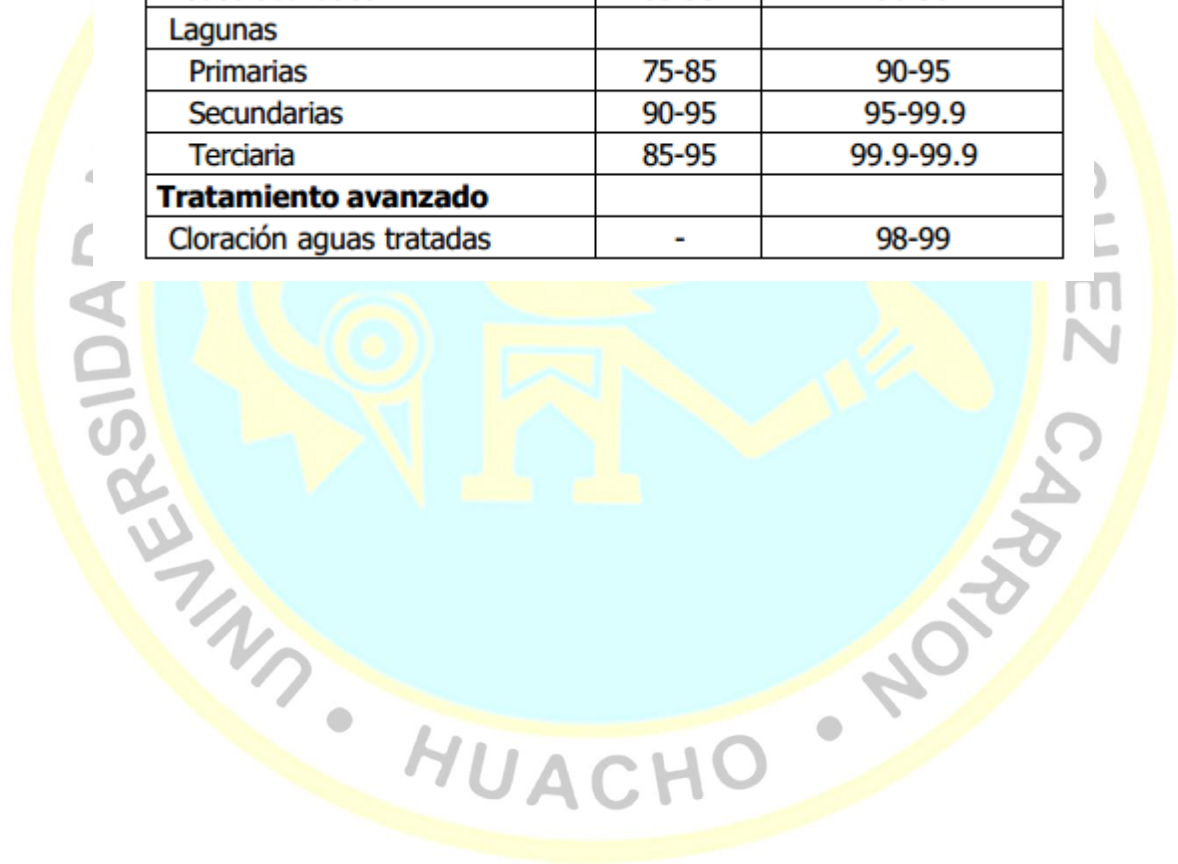 Lagunas
Primarias 75-85 90-95
Secundarias 90-95 95-99.9
Terciaria 85-95 99.9-99.9
Tratamiento avanzado
Cloración aguas tratadas - 98-99
UNIVERSIDAD
HUACHO
CARRION